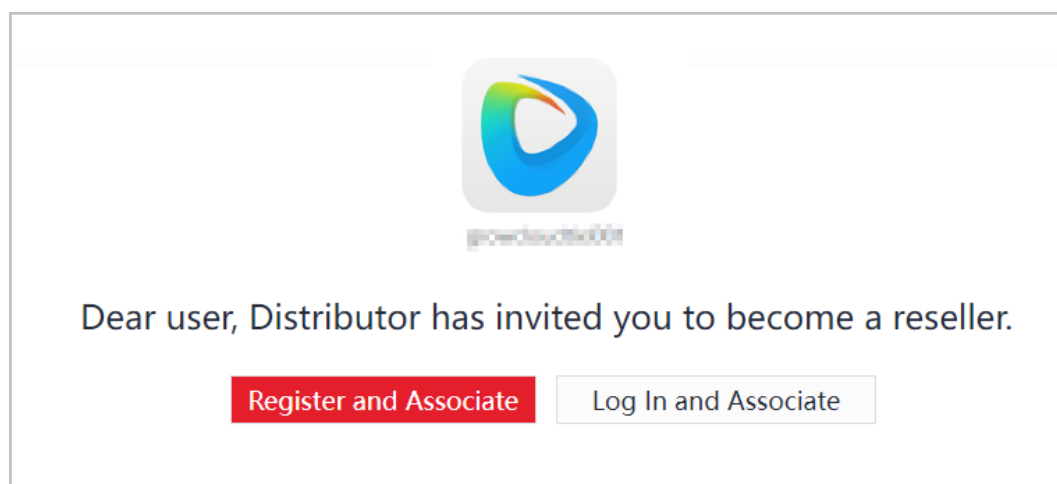 Dear user, Distributor has invited you to become a reseller.
Register and Associate
Log In and Associate